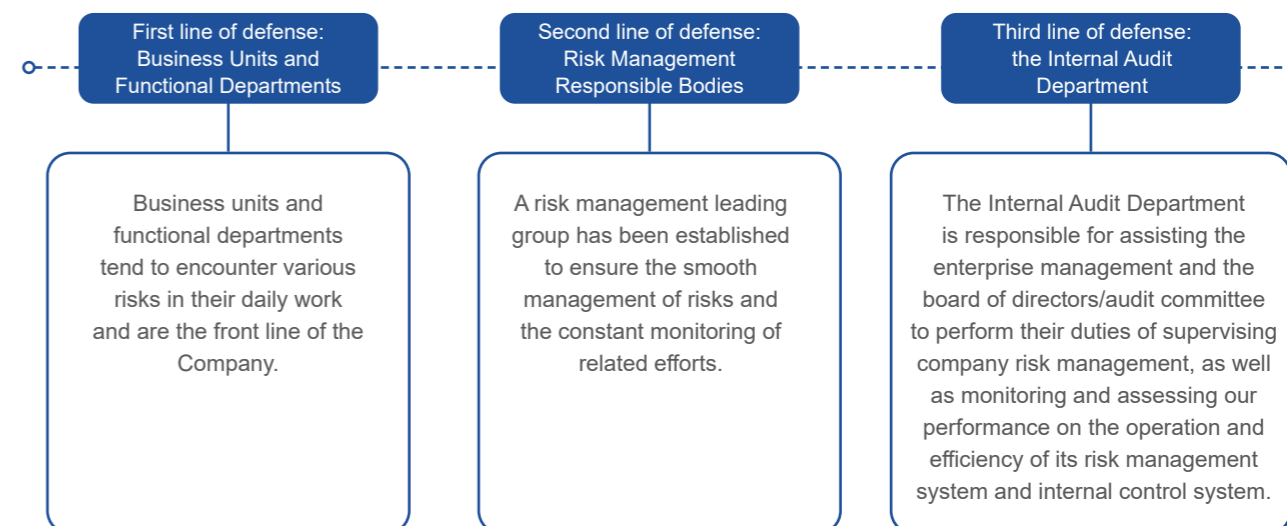 First line of defense:
Business Units and
Functional Departments
Business units and
functional departments
tend to encounter various
risks in their daily work
and are the front line of the
Company.
Second line of defense:
Risk Management
Responsible Bodies
A risk management leading
group has been established
to ensure the smooth
management of risks and
the constant monitoring of
related efforts.
Third line of defense:
the Internal Audit
Department
The Internal Audit Department
is responsible for assisting the
enterprise management and the
board of directors/audit committee
to perform their duties of supervising
company risk management, as well
as monitoring and assessing our
performance on the operation and
efficiency of its risk management
system and internal control system.